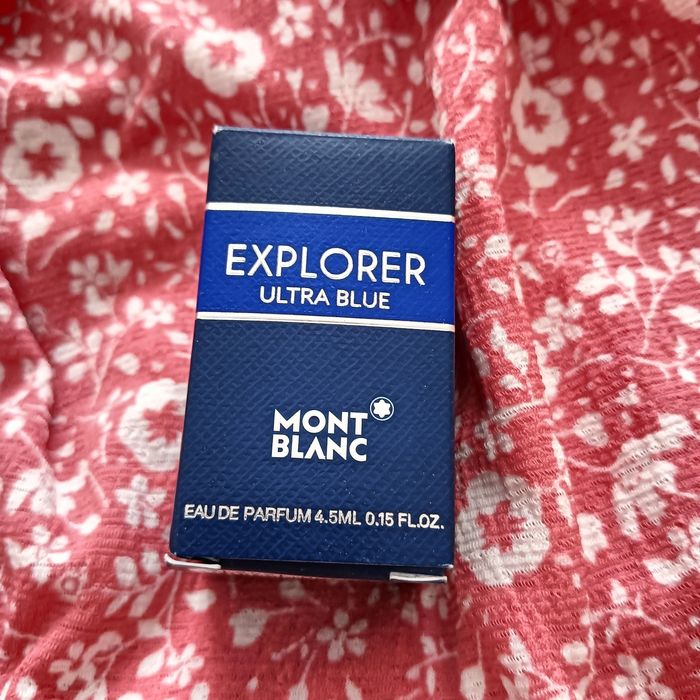 EXPLORER
ULTRA BLUE
MONT
BLANC
EAU DE PARFUM 4.5ML 0.15 FL.OZ.